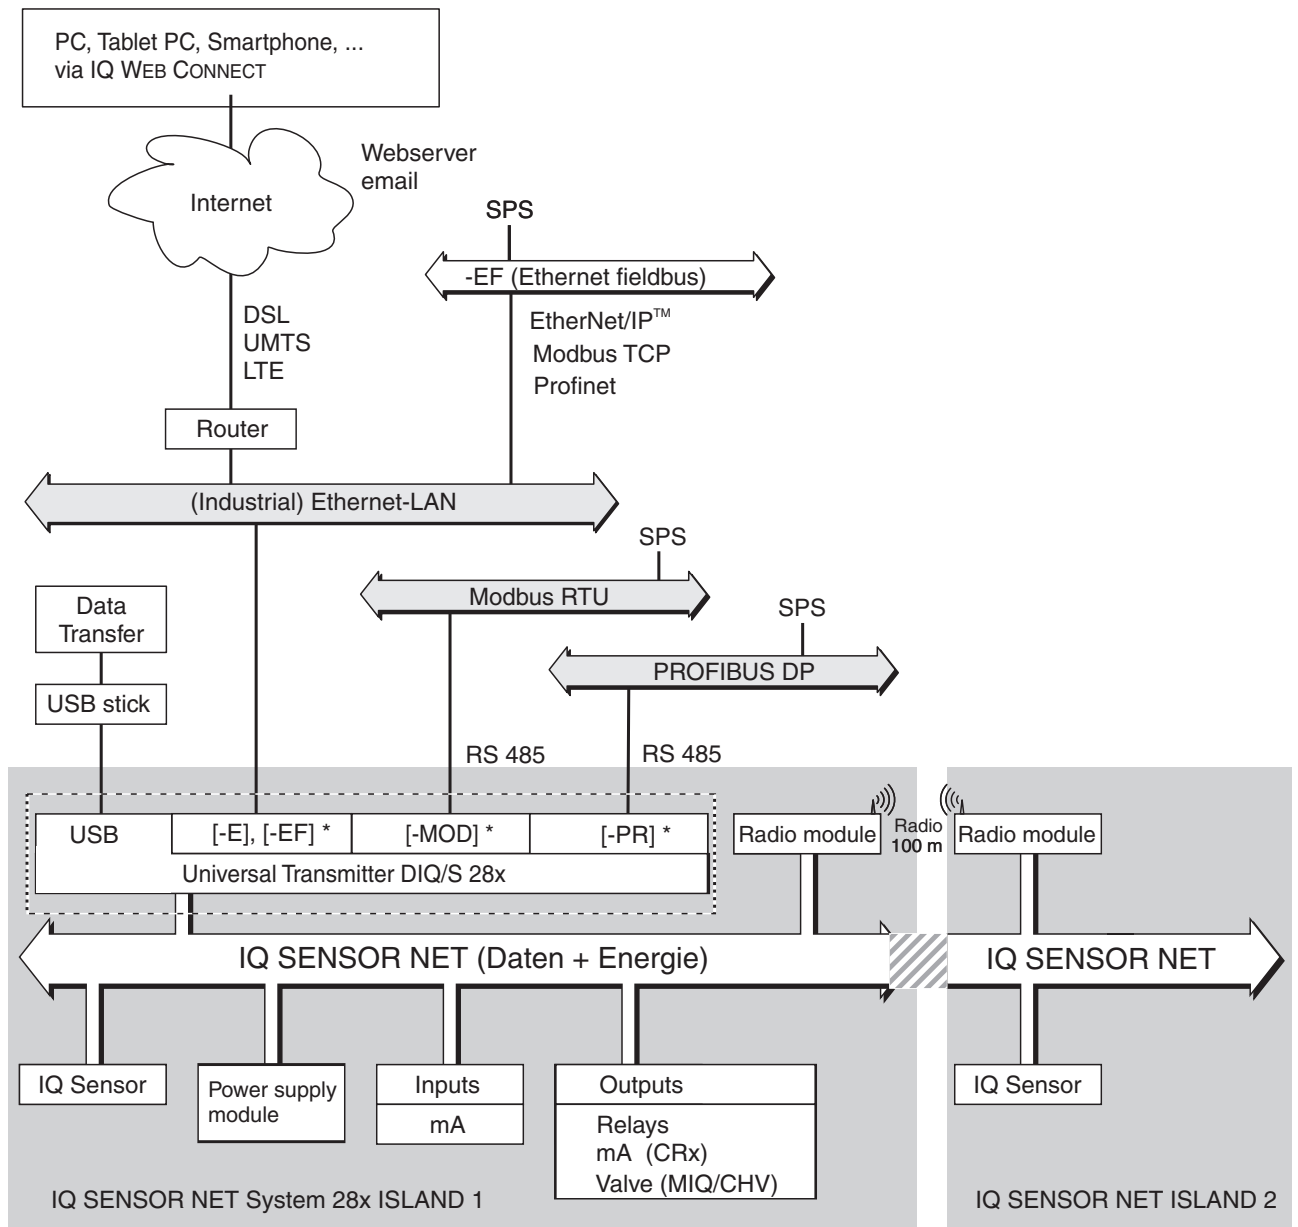 PC, Tablet PC, Smartphone, ...
via IQ WEB CONNECT
Webserver
email
Internet
SPS
-EF (Ethernet fieldbus)
DSL
UMTS
LTE
EtherNet/IP™
Modbus TCP
Profinet
Router
(Industrial) Ethernet-LAN
SPS
Modbus RTU
Data
Transfer
SPS
PROFIBUS DP
USB stick
RS 485
RS 485
USB
[-E], [-EF] *
[-MOD] *
[-PR] *
Universal Transmitter DIQ/S 28x
Radio module
Radio
100 m
Radio module
IQ SENSOR NET (Daten + Energie)
IQ SENSOR NET
IQ Sensor
Power supply
module
Inputs
mA
Outputs
Relays
mA (CRx)
Valve (MIQ/CHV)
IQ Sensor
IQ SENSOR NET System 28x ISLAND 1
IQ SENSOR NET ISLAND 2